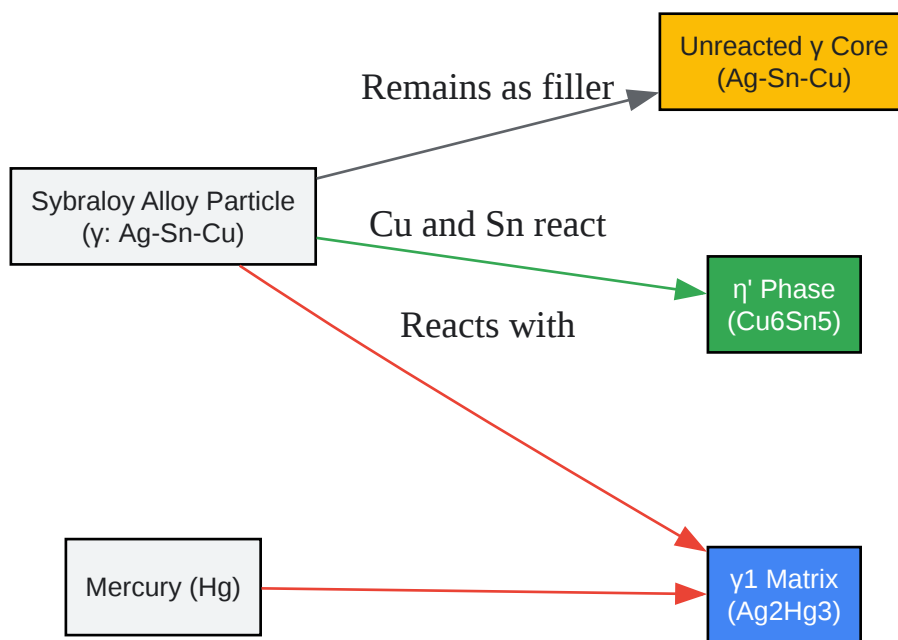 Unreacted γ Core
(Ag-Sn-Cu)
Remains as filler
Sybraloy Alloy Particle
(γ: Ag-Sn-Cu)
Cu and Sn react
η' Phase
(Cu6Sn5)
Reacts with
Mercury (Hg)
γ1 Matrix
(Ag2Hg3)